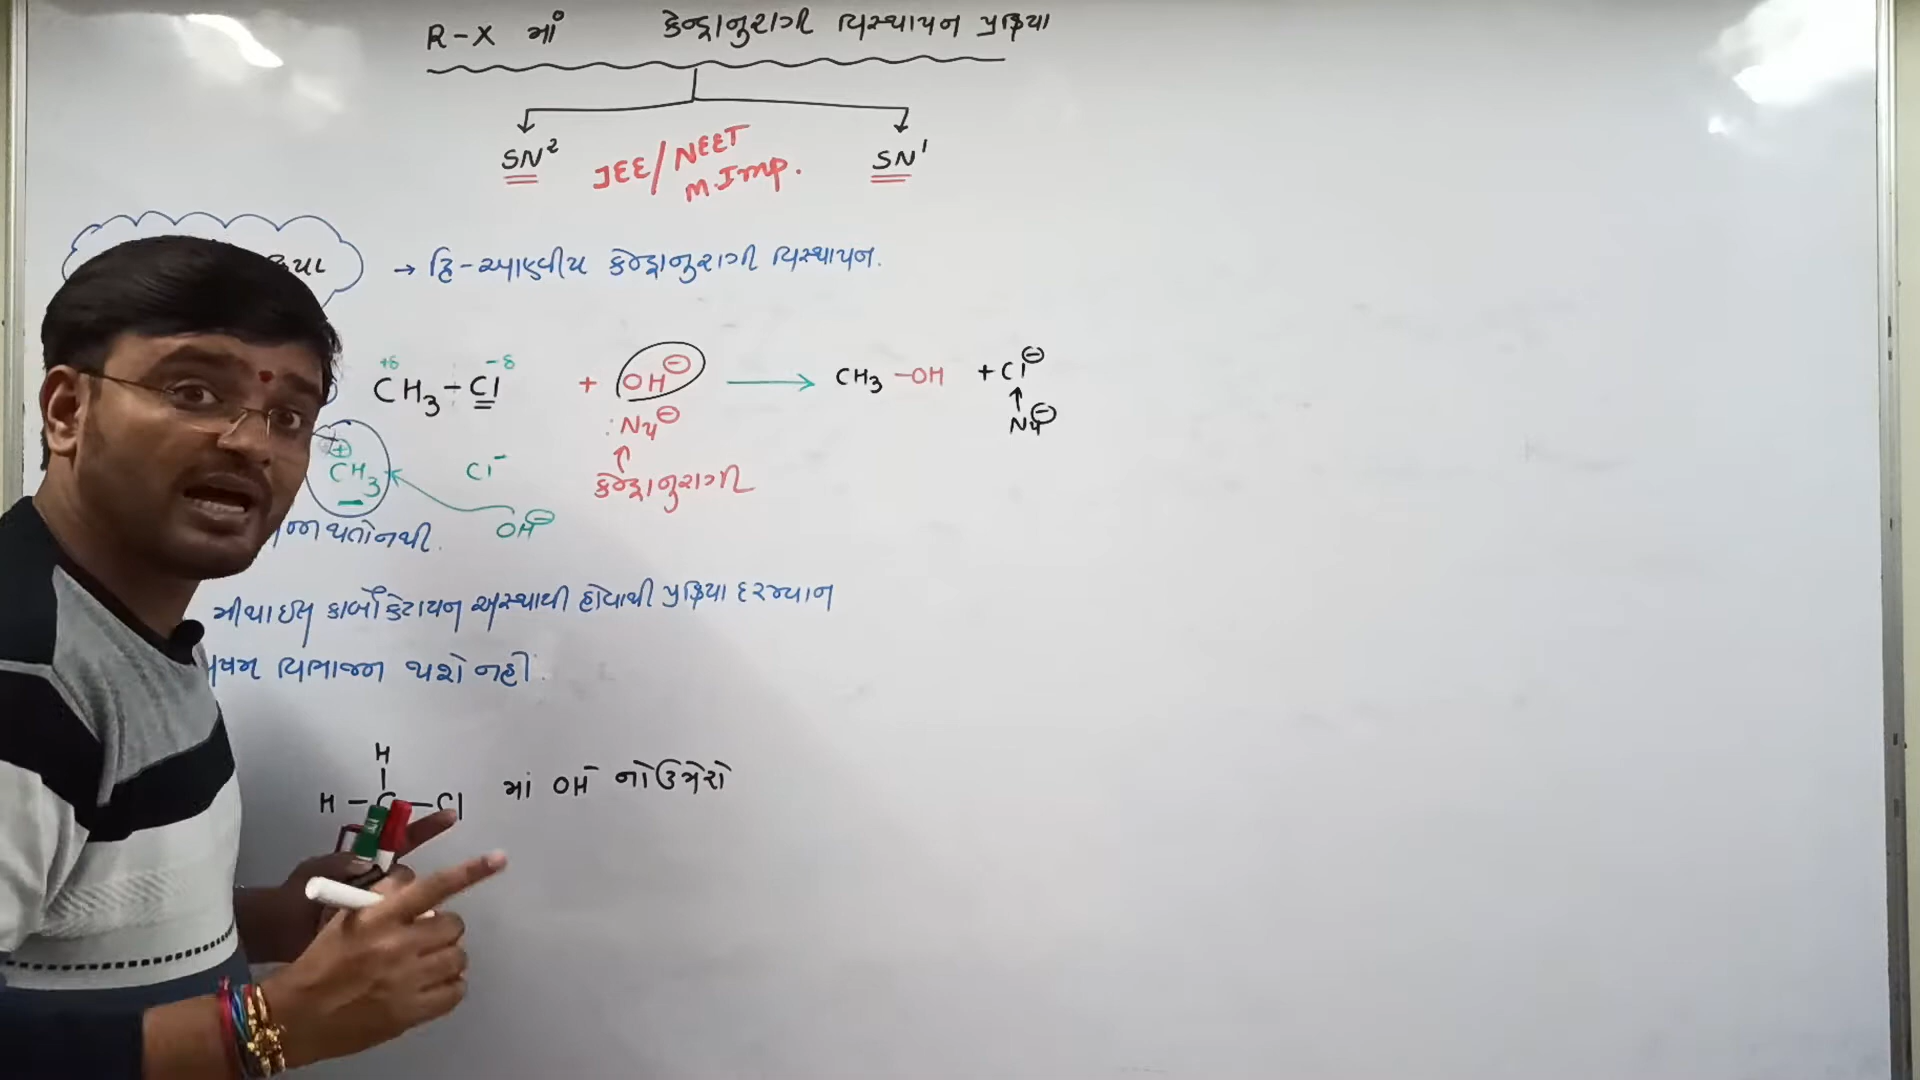 R-X માં કેન્દ્રાનુરાગી વિસ્થાપન પ્રક્રિયા
SN² SN¹
JEE/NEET
M.Imp.
→ દ્વિ-આણ્વીય કેન્દ્રાનુરાગી વિસ્થાપન.
+δ -δ
CH₃-Cl + OH⊖ → CH₃-OH + Cl⊖
:Nu⊖ ↑ Nu⊖
⊕ CH₃ Cl⁻ ↑ કેન્દ્રાનુરાગી
OH⊖
થતો નથી.
મીથાઇલ કાર્બોકેટાયન અસ્થાયી હોવાથી પ્રક્રિયા દરમ્યાન
વિભાજન થશે નહી.
H
H-C-Cl માં OH⁻ નો ઉમેરો